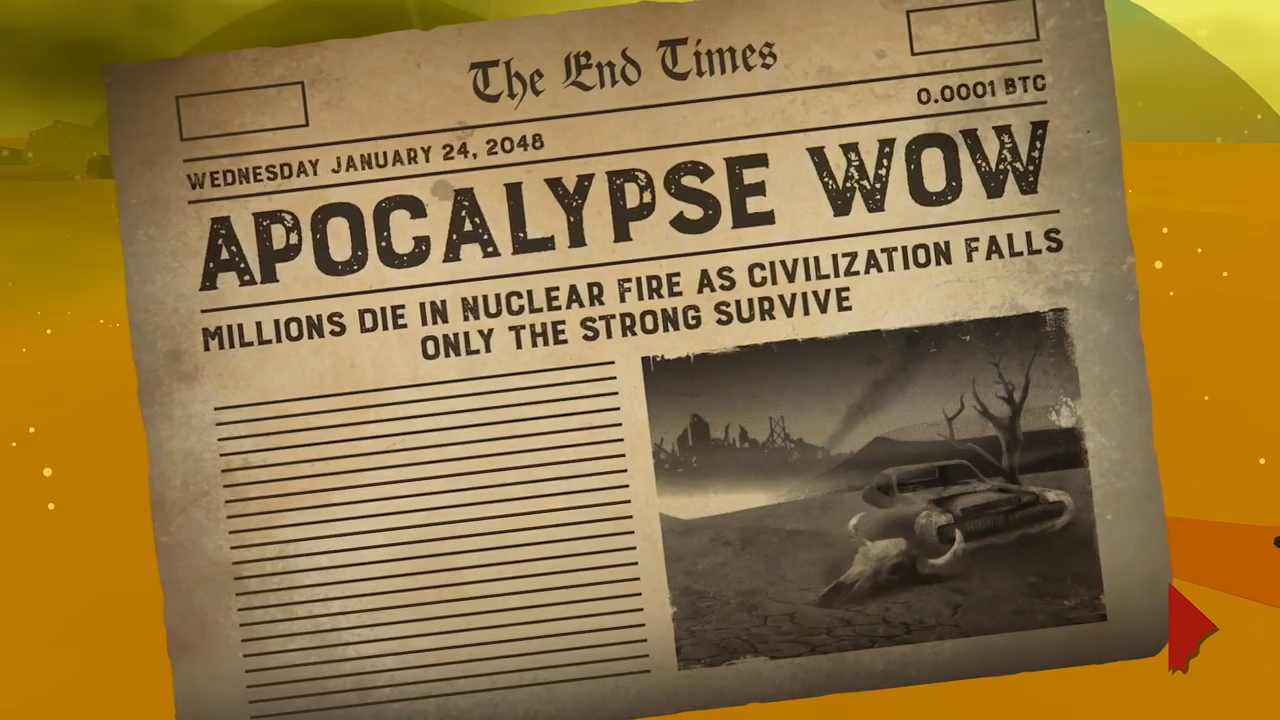 The End Times
WEDNESDAY JANUARY 24, 2048
0.0001 BTC
APOCALYPSE WOW
MILLIONS DIE IN NUCLEAR FIRE AS CIVILIZATION FALLS
ONLY THE STRONG SURVIVE